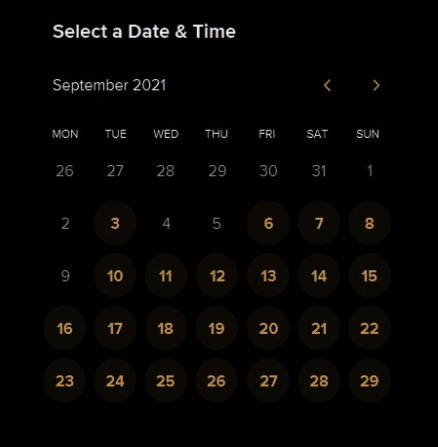 Select a Date & Time
September 2021
MON TUE WED THU FRI SAT SUN
26 27 28 29 30 31 1
2 3 4 5 6 7 8
9 10 11 12 13 14 15
16 17 18 19 20 21 22
23 24 25 26 27 28 29